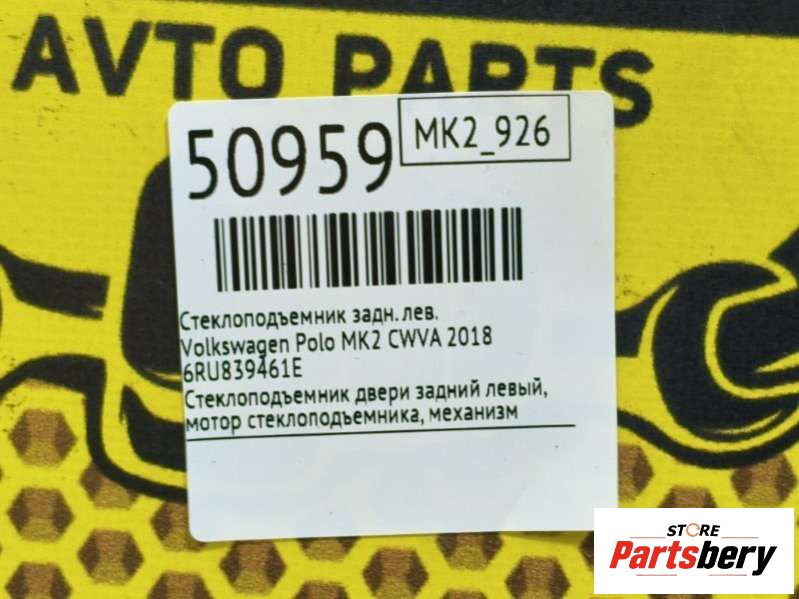 AVTO PARTS
50959
MK2_926
Стеклоподъемник задн. лев.
Volkswagen Polo MK2 CWVA 2018
6RU839461E
Стеклоподъемник двери задний левый,
мотор стеклоподъемника, механизм
STORE
Partsbery